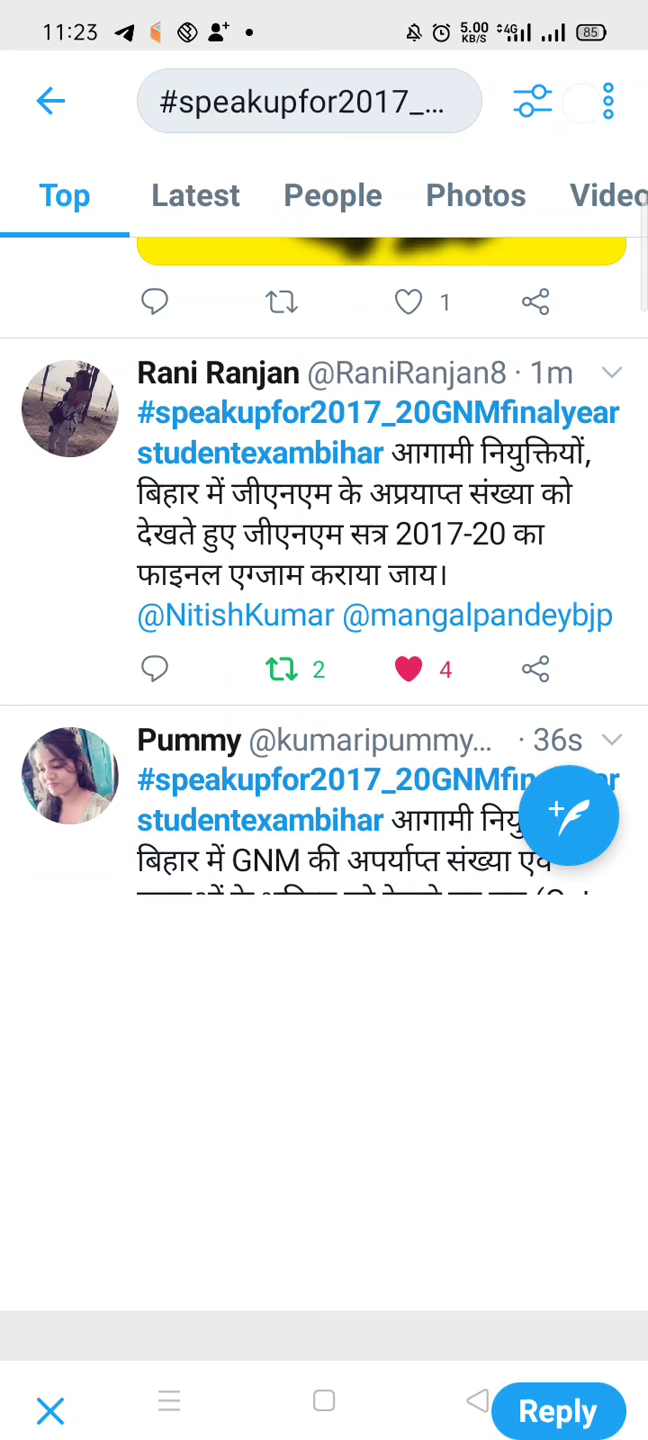 11:23
5.00 KB/S
4G
85
#speakupfor2017_...
Top Latest People Photos Video
1
Rani Ranjan @RaniRanjan8 · 1m
#speakupfor2017_20GNMfinalyear
studentexambihar आगामी नियुक्तियों,
बिहार में जीएनएम के अप्रयाप्त संख्या को
देखते हुए जीएनएम सत्र 2017-20 का
फाइनल एग्जाम कराया जाय।
@NitishKumar @mangalpandeybjp
2 4
Pummy @kumaripummy... · 36s
#speakupfor2017_20GNMfin
studentexambihar आगामी
बिहार में GNM की अपर्याप्त संख्या एवं
Reply